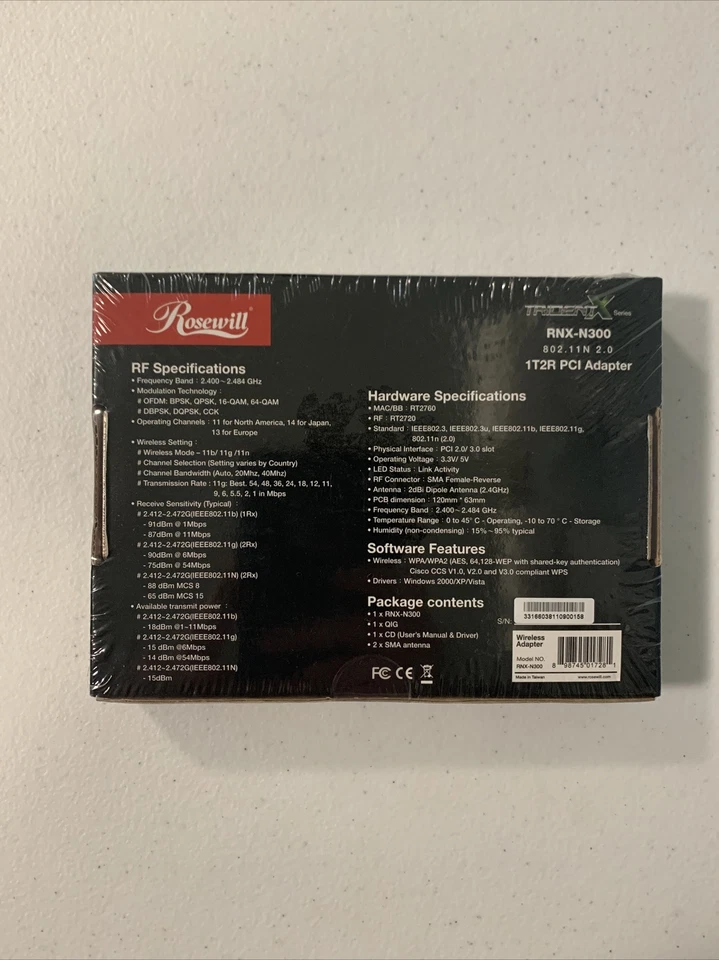 Rosewill
TRIDENTX Series
RNX-N300
802.11N 2.0
1T2R PCI Adapter
RF Specifications
• Frequency Band : 2.400~2.484 GHz
• Modulation Technology :
# OFDM: BPSK, QPSK, 16-QAM, 64-QAM
# DBPSK, DQPSK, CCK
• Operating Channels : 11 for North America, 14 for Japan,
13 for Europe
• Wireless Setting :
# Wireless Mode – 11b/ 11g /11n
# Channel Selection (Setting varies by Country)
# Channel Bandwidth (Auto, 20Mhz, 40Mhz)
# Transmission Rate : 11g: Best. 54, 48, 36, 24, 18, 12, 11,
9, 6, 5.5, 2, 1 in Mbps
• Receive Sensitivity (Typical) :
# 2.412~2.472G(IEEE802.11b) (1Rx)
- 91dBm @ 1Mbps
- 87dBm @ 11Mbps
# 2.412~2.472G(IEEE802.11g) (2Rx)
- 90dBm @ 6Mbps
- 75dBm @ 54Mbps
# 2.412~2.472G(IEEE802.11N) (2Rx)
- 88 dBm MCS 8
- 65 dBm MCS 15
• Available transmit power :
# 2.412~2.472G(IEEE802.11b)
- 18dBm @1~11Mbps
# 2.412~2.472G(IEEE802.11g)
- 15 dBm @6Mbps
- 14 dBm @54Mbps
# 2.412~2.472G(IEEE802.11N)
- 15dBm
Hardware Specifications
• MAC/BB : RT2760
• RF : RT2720
• Standard : IEEE802.3, IEEE802.3u, IEEE802.11b, IEEE802.11g,
802.11n (2.0)
• Physical Interface : PCI 2.0/ 3.0 slot
• Operating Voltage : 3.3V/ 5V
• LED Status : Link Activity
• RF Connector : SMA Female-Reverse
• Antenna : 2dBi Dipole Antenna (2.4GHz)
• PCB dimension : 120mm * 63mm
• Frequency Band : 2.400~2.484 GHz
• Temperature Range : 0 to 45° C - Operating, -10 to 70 ° C - Storage
• Humidity (non-condensing) : 15%~95% typical
Software Features
• Wireless : WPA/WPA2 (AES, 64,128-WEP with shared-key authentication)
Cisco CCS V1.0, V2.0 and V3.0 compliant WPS
• Drivers : Windows 2000/XP/Vista
Package contents
• 1 x RNX-N300
• 1 x QIG
• 1 x CD (User's Manual & Driver)
• 2 x SMA antenna
FC CE
S/N:
33166038110900158
Wireless
Adapter
Model NO.
RNX-N300
8 98745 01728 1
Made in Taiwan www.rosewill.com